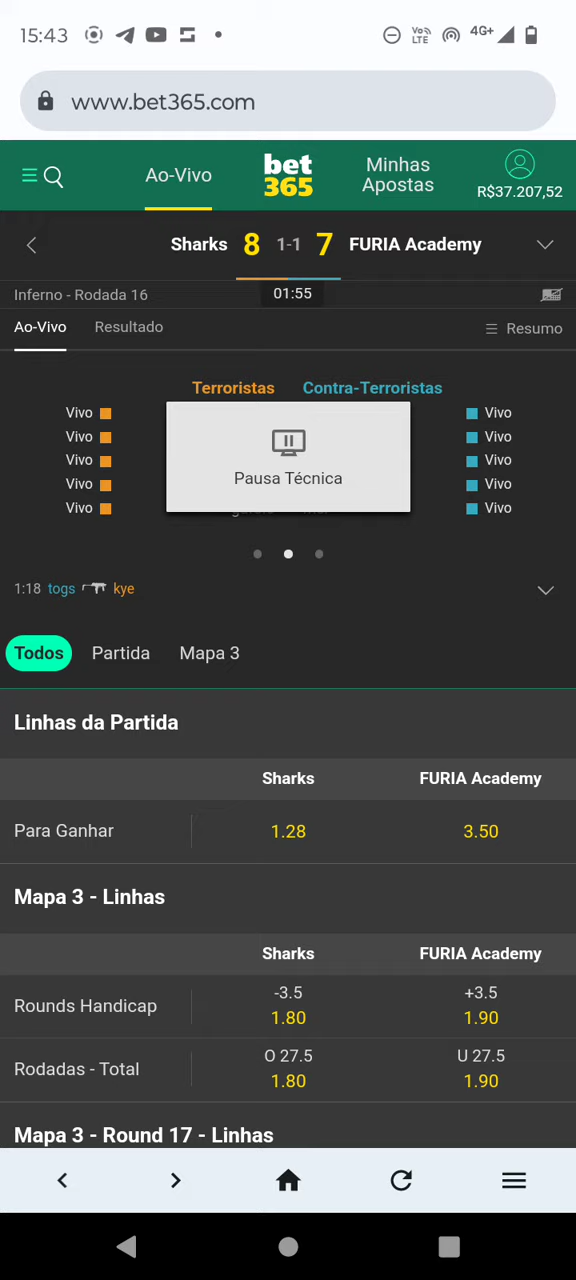 15:43
Vo)) LTE 4G+
www.bet365.com
Ao-Vivo
bet365
Minhas Apostas
R$37.207,52
Sharks 8 1-1 7 FURIA Academy
Inferno - Rodada 16
01:55
Ao-Vivo Resultado Resumo
Terroristas Contra-Terroristas
Vivo Vivo
Vivo Vivo
Vivo Vivo
Vivo Vivo
Vivo Vivo
Pausa Técnica
1:18 togs kye
Todos Partida Mapa 3
Linhas da Partida
Sharks FURIA Academy
Para Ganhar 1.28 3.50
Mapa 3 - Linhas
Sharks FURIA Academy
Rounds Handicap -3.5 1.80 +3.5 1.90
Rodadas - Total O 27.5 1.80 U 27.5 1.90
Mapa 3 - Round 17 - Linhas